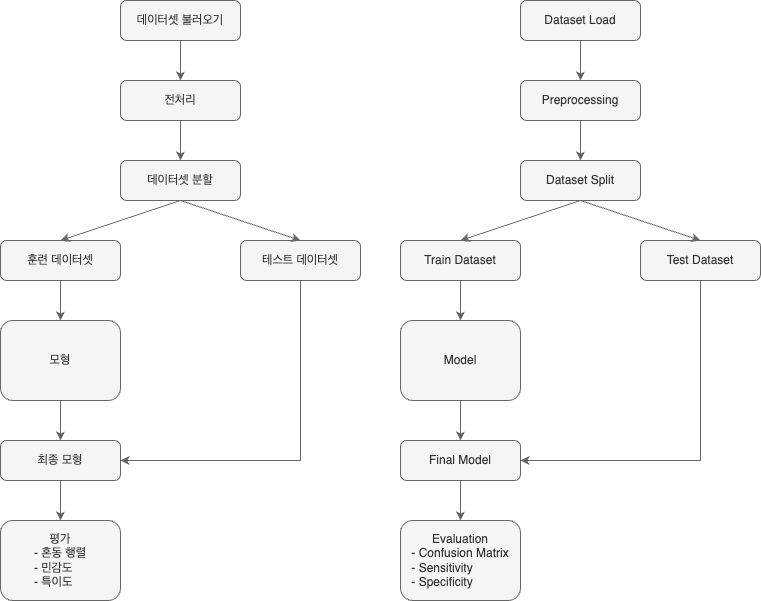 데이터셋 불러오기
전처리
데이터셋 분할
훈련 데이터셋
테스트 데이터셋
모형
최종 모형
평가
- 혼동 행렬
- 민감도
- 특이도
Dataset Load
Preprocessing
Dataset Split
Train Dataset
Test Dataset
Model
Final Model
Evaluation
- Confusion Matrix
- Sensitivity
- Specificity